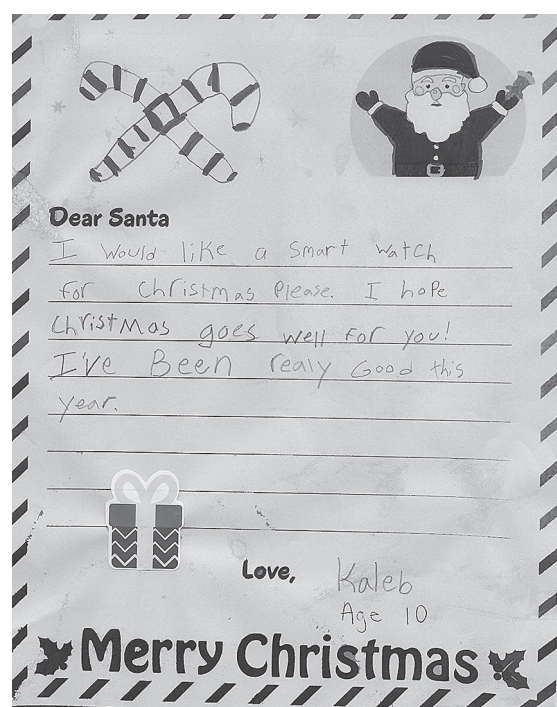 Dear Santa
I would like a smart watch
for Christmas Please. I hope
Christmas goes well for you!
I've Been realy Good this
year.
Love, Kaleb
Age 10
Merry Christmas